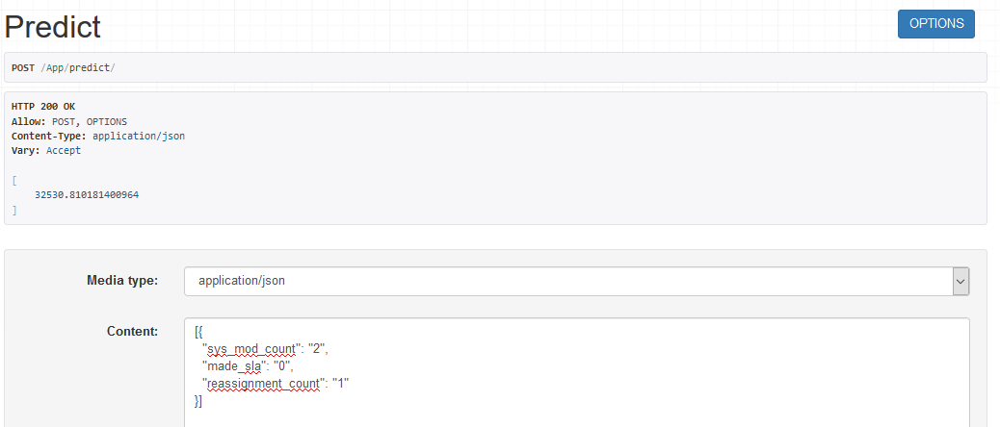 Predict
OPTIONS
POST /App/predict/
HTTP 200 OK
Allow: POST, OPTIONS
Content-Type: application/json
Vary: Accept
[
32530.810181400964
]
Media type:
application/json
Content:
[{
"sys_mod_count": "2",
"made_sla": "0",
"reassignment_count": "1"
}]